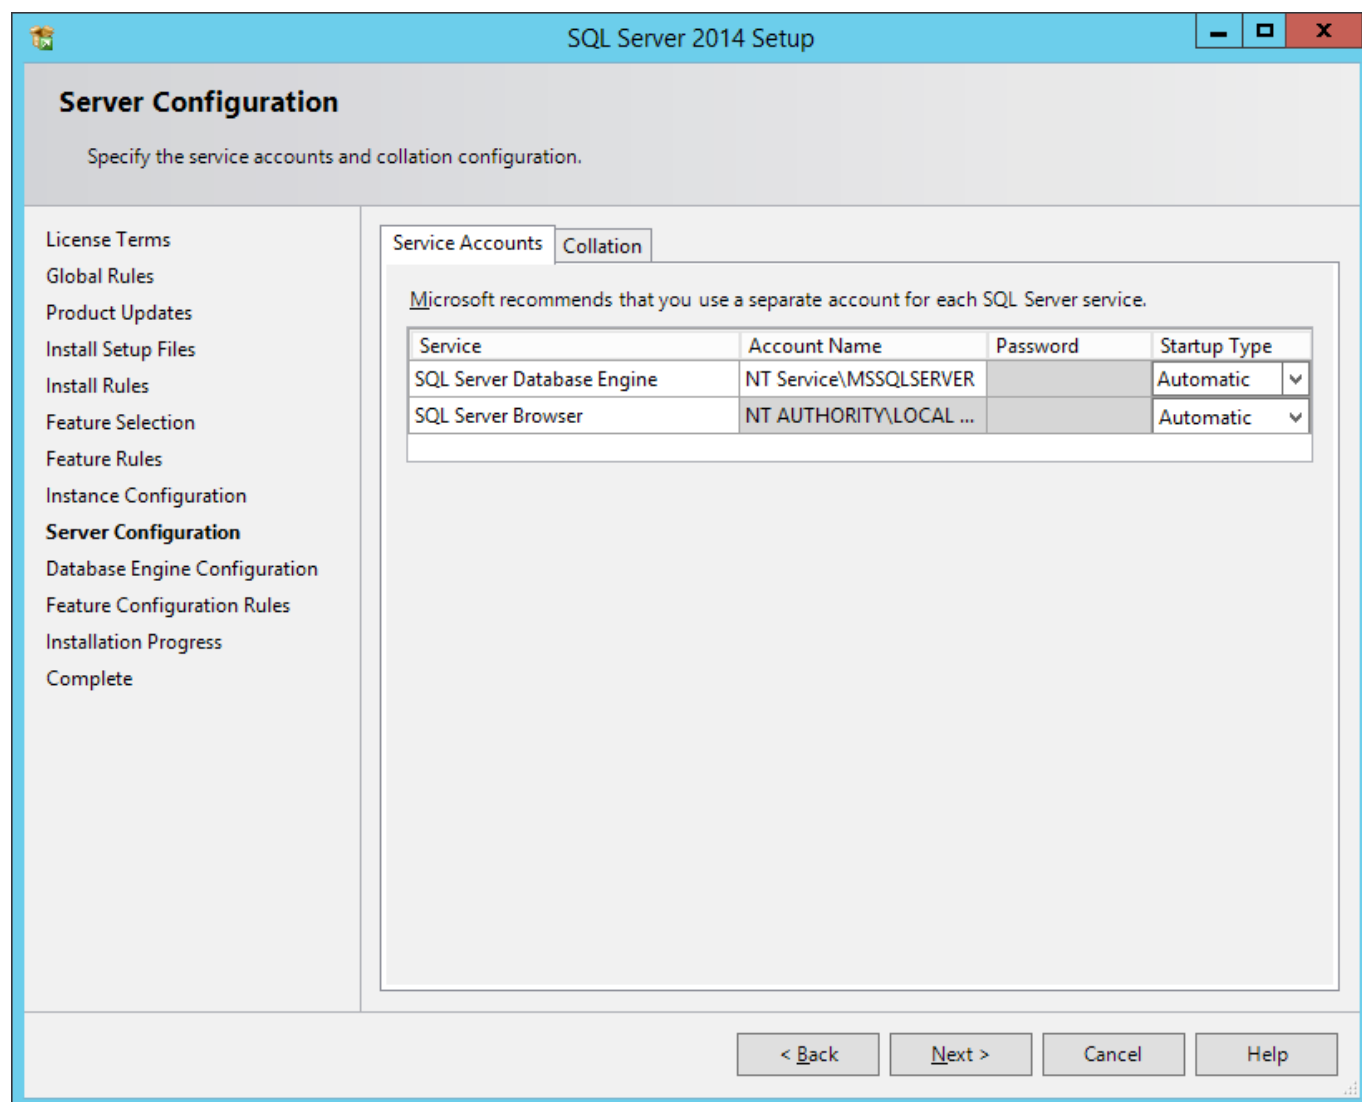 SQL Server 2014 Setup
Server Configuration
Specify the service accounts and collation configuration.
License Terms
Global Rules
Product Updates
Install Setup Files
Install Rules
Feature Selection
Feature Rules
Instance Configuration
Server Configuration
Database Engine Configuration
Feature Configuration Rules
Installation Progress
Complete
Service Accounts Collation
Microsoft recommends that you use a separate account for each SQL Server service.
Service Account Name Password Startup Type
SQL Server Database Engine NT Service\MSSQLSERVER Automatic
SQL Server Browser NT AUTHORITY\LOCAL ... Automatic
< Back Next > Cancel Help